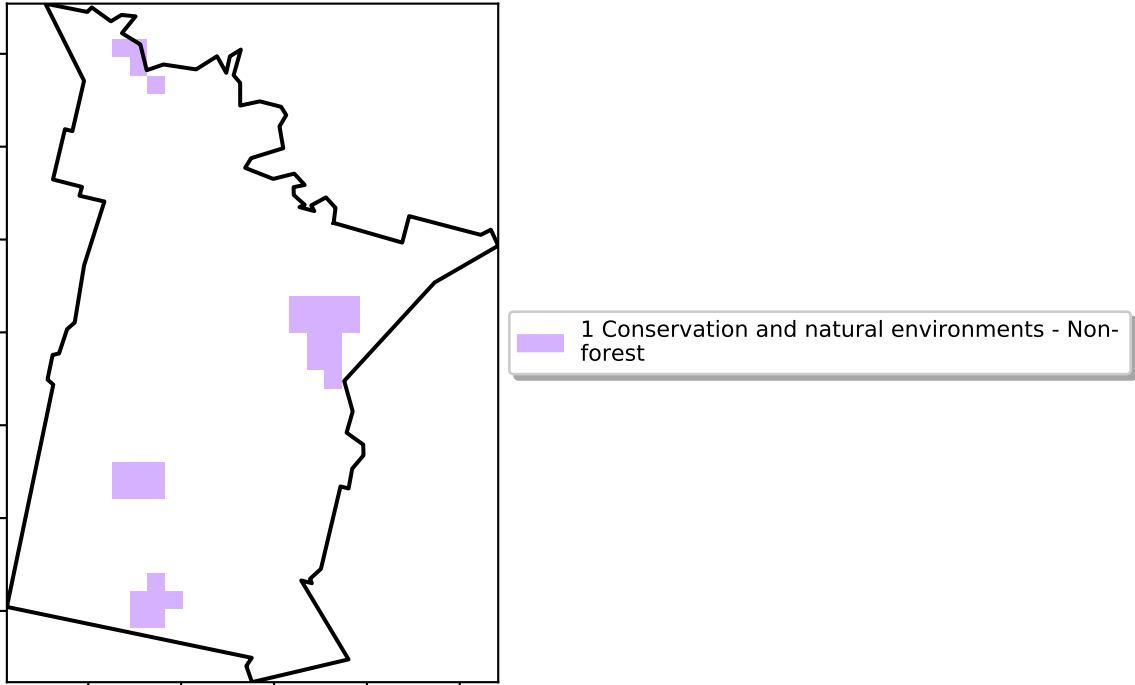 1 Conservation and natural environments - Non-
forest